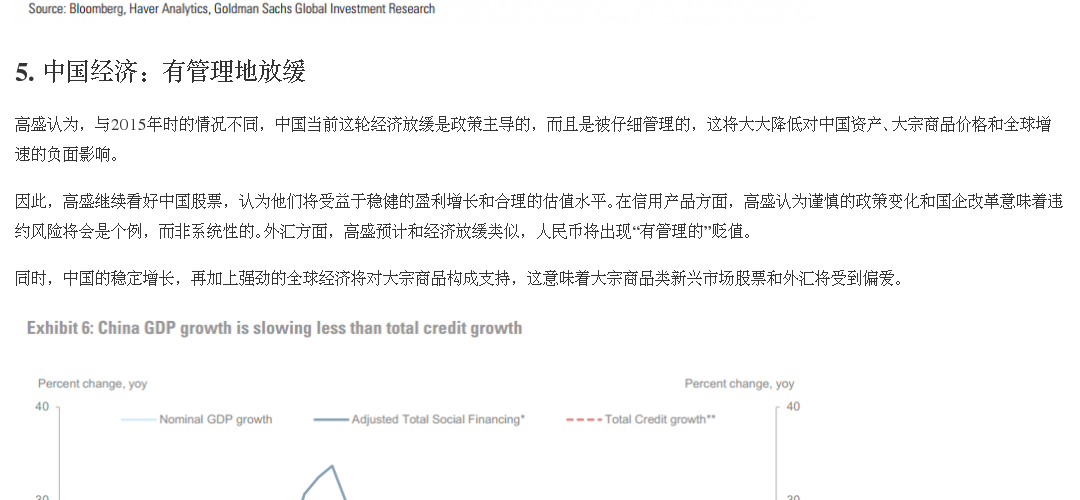 Source: Bloomberg, Haver Analytics, Goldman Sachs Global Investment Research
5. 中国经济：有管理地放缓
高盛认为，与2015年时的情况不同，中国当前这轮经济放缓是政策主导的，而且是被仔细管理的，这将大大降低对中国资产、大宗商品价格和全球增
速的负面影响。
因此，高盛继续看好中国股票，认为他们将受益于稳健的盈利增长和合理的估值水平。在信用产品方面，高盛认为谨慎的政策变化和国企改革意味着违
约风险将会是个例，而非系统性的。外汇方面，高盛预计和经济放缓类似，人民币将出现“有管理的”贬值。
同时，中国的稳定增长，再加上强劲的全球经济将对大宗商品构成支持，这意味着大宗商品类新兴市场股票和外汇将受到偏爱。
Exhibit 6: China GDP growth is slowing less than total credit growth
Percent change, yoy Percent change, yoy
40 Nominal GDP growth Adjusted Total Social Financing* Total Credit growth** 40
30 30